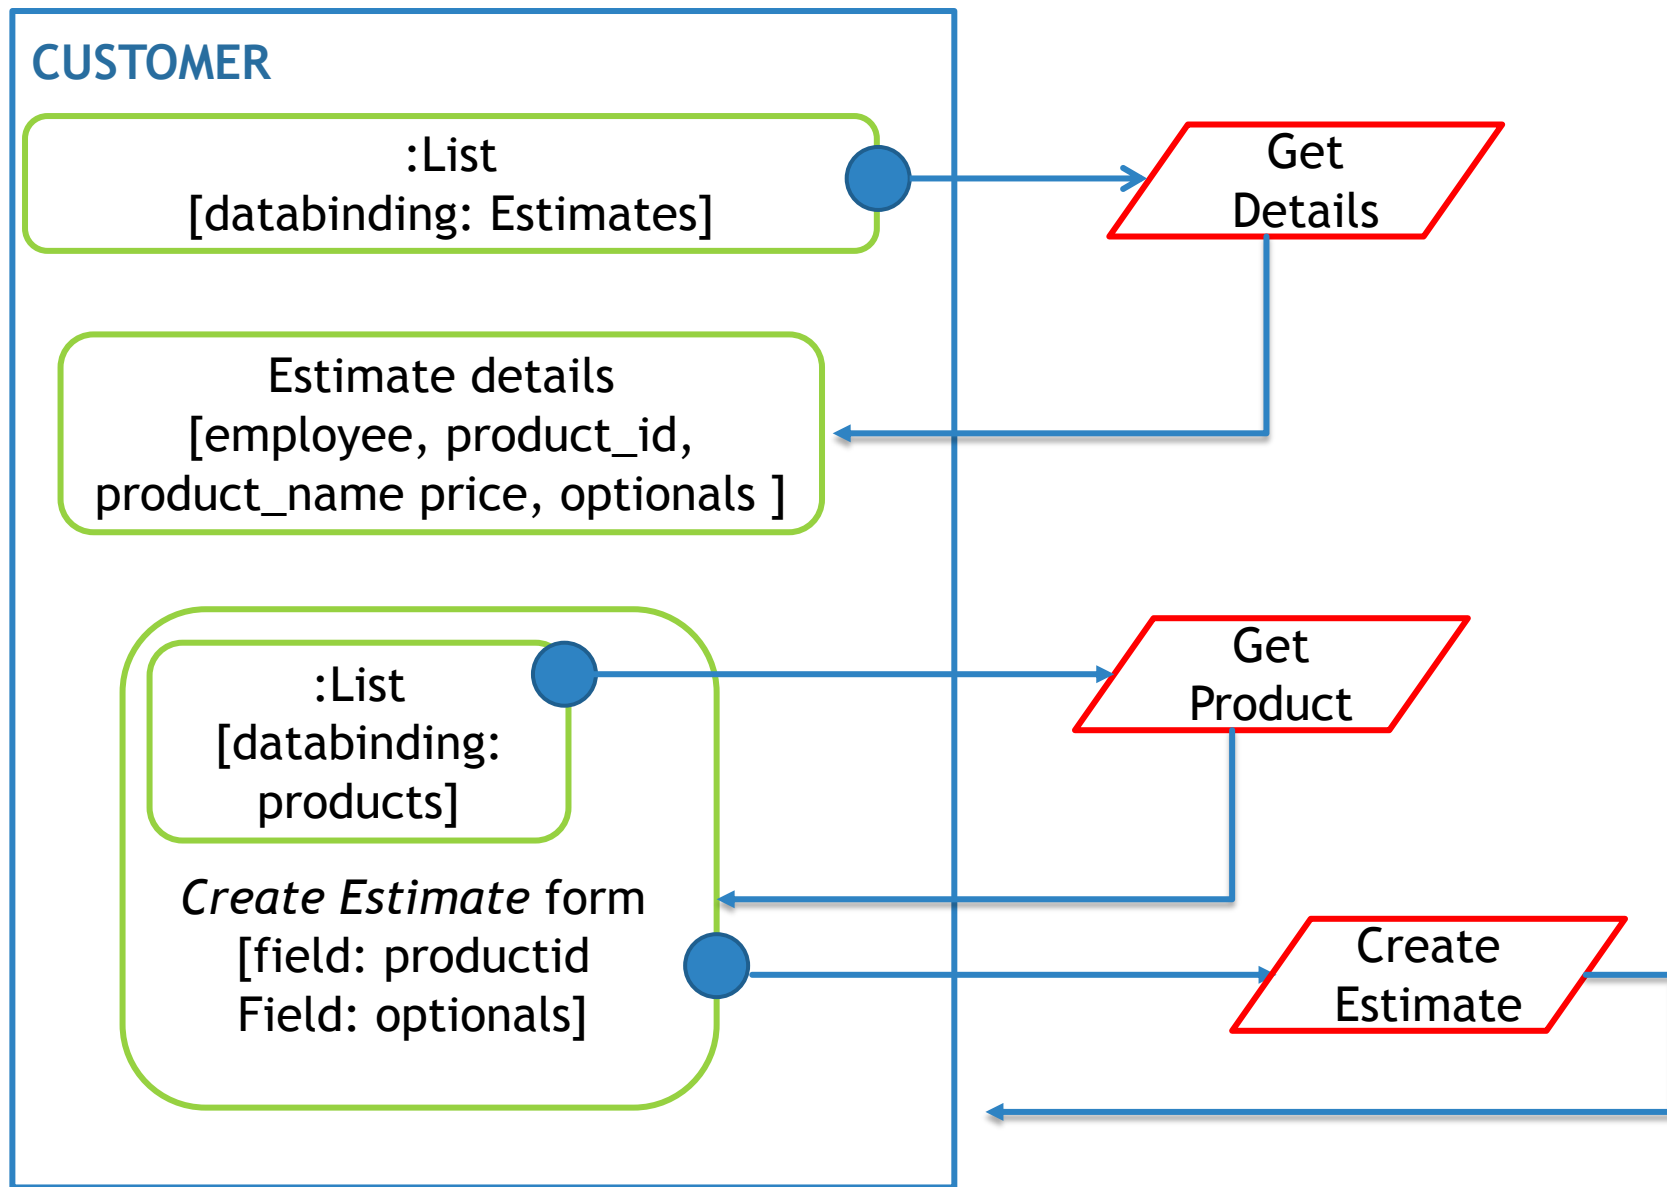 CUSTOMER
:List
[databinding: Estimates]
Get
Details
Estimate details
[employee, product_id,
product_name price, optionals ]
:List
[databinding:
products]
Get
Product
Create Estimate form
[field: productid
Field: optionals]
Create
Estimate